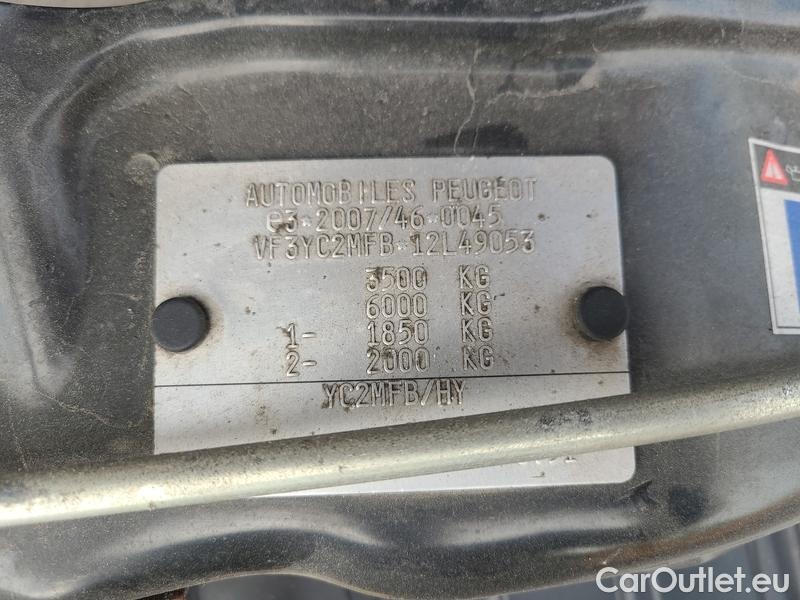 AUTOMOBILES PEUGEOT
e3*2007/46*0045
VF3YC2MFB*12L49053
3500 KG
6000 KG
1- 1850 KG
2- 2000 KG
YC2MFB/HY
CarOutlet.eu